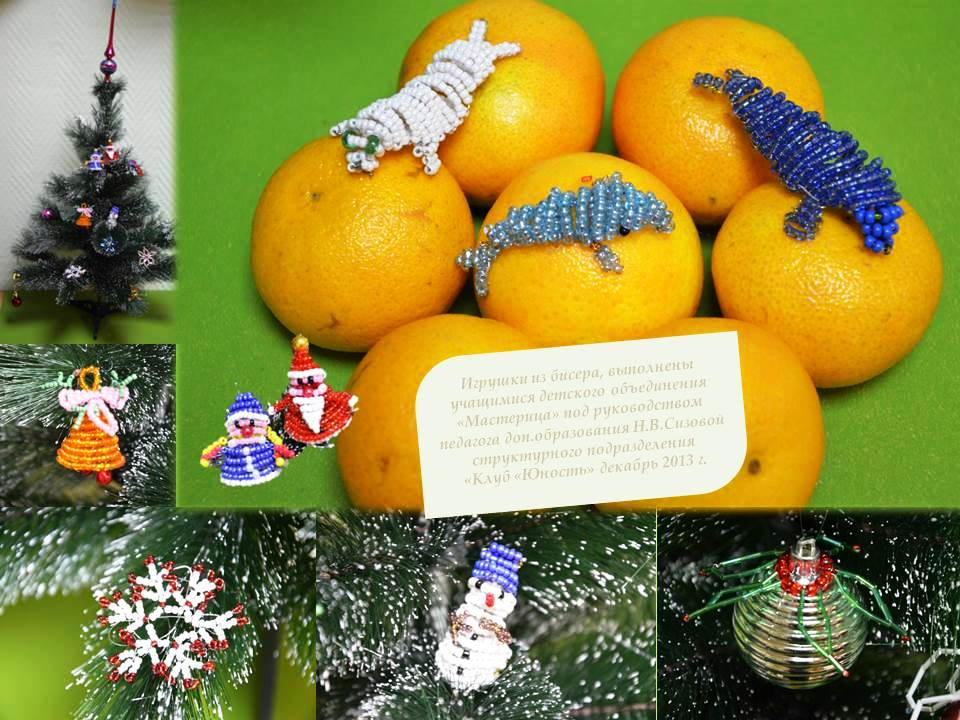 Игрушки из бисера, выполнены
учащимися детского объединения
«Мастерица» под руководством
педагога доп.образования Н.В.Сизовой
структурного подразделения
«Клуб «Юность» декабрь 2013 г.